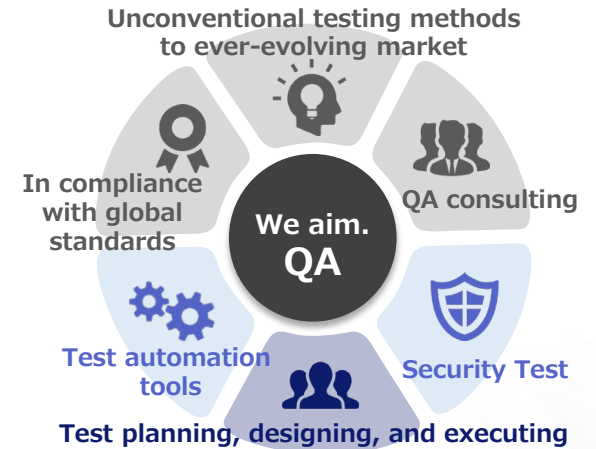 Unconventional testing methods
to ever-evolving market
In compliance
with global
standards
QA consulting
We aim.
QA
Test automation
tools
Security Test
Test planning, designing, and executing